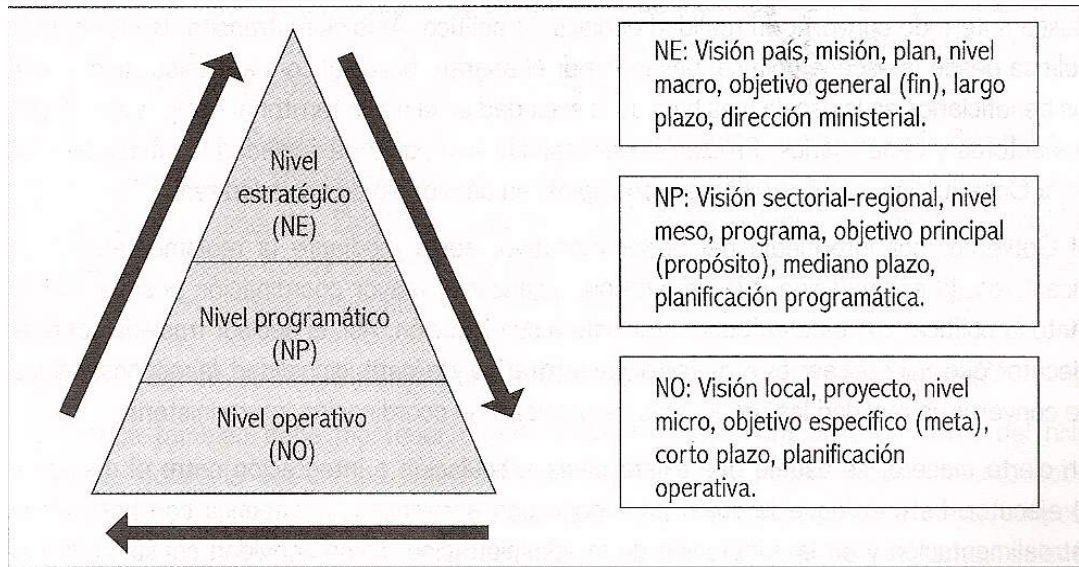 Nivel
estratégico
(NE)
Nivel programático
(NP)
Nivel operativo
(NO)
NE: Visión país, misión, plan, nivel
macro, objetivo general (fin), largo
plazo, dirección ministerial.
NP: Visión sectorial-regional, nivel
meso, programa, objetivo principal
(propósito), mediano plazo,
planificación programática.
NO: Visión local, proyecto, nivel
micro, objetivo específico (meta),
corto plazo, planificación
operativa.